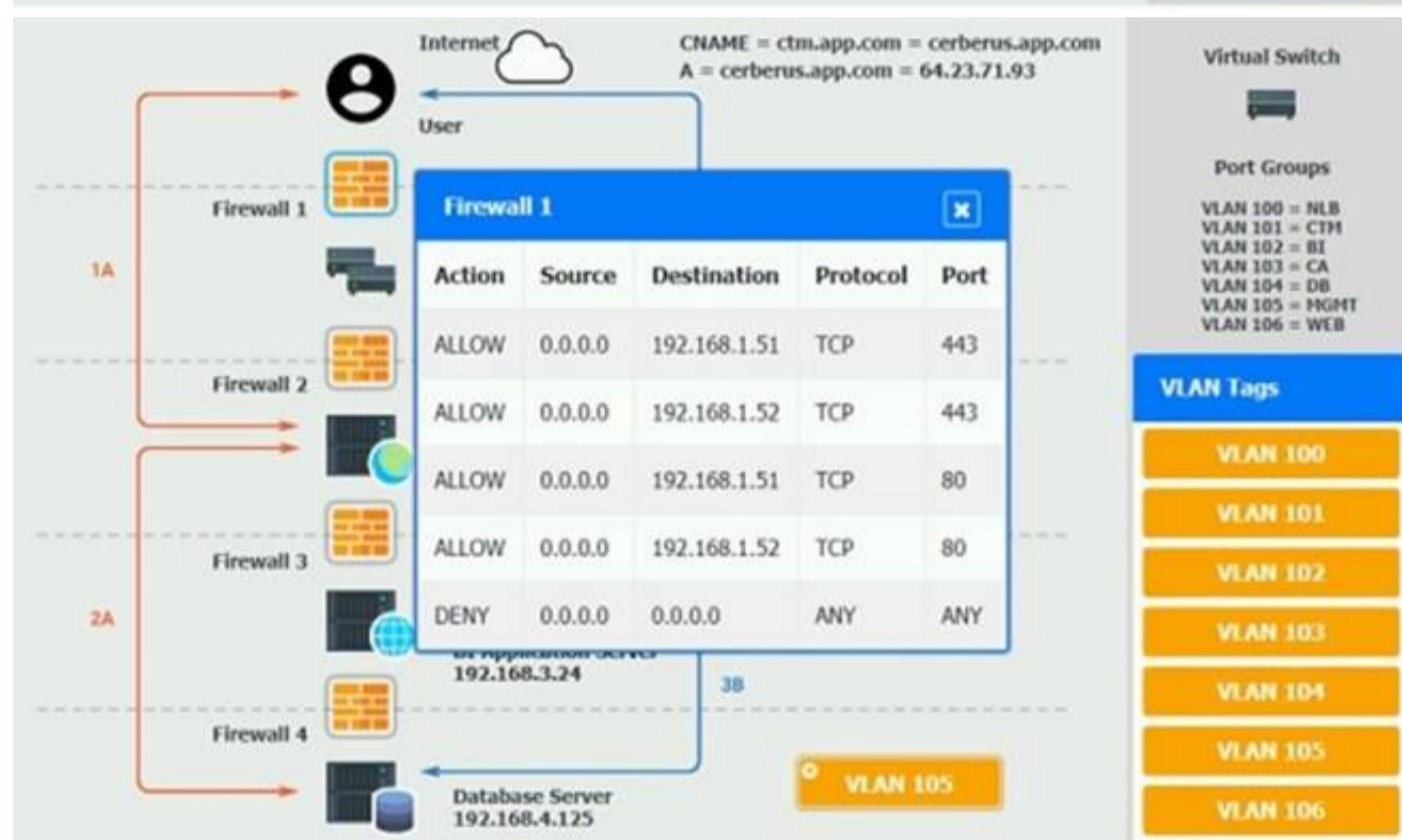 Internet
CNAME = ctm.app.com = cerberus.app.com
A = cerberus.app.com = 64.23.71.93
User
Firewall 1
1A
Firewall 2
Firewall 3
2A
BI Application Server
192.168.3.24
3B
Firewall 4
Database Server
192.168.4.125
VLAN 105
Firewall 1
Action Source Destination Protocol Port
ALLOW 0.0.0.0 192.168.1.51 TCP 443
ALLOW 0.0.0.0 192.168.1.52 TCP 443
ALLOW 0.0.0.0 192.168.1.51 TCP 80
ALLOW 0.0.0.0 192.168.1.52 TCP 80
DENY 0.0.0.0 0.0.0.0 ANY ANY
Virtual Switch
Port Groups
VLAN 100 = NLB
VLAN 101 = CTM
VLAN 102 = BI
VLAN 103 = CA
VLAN 104 = DB
VLAN 105 = MGMT
VLAN 106 = WEB
VLAN Tags
VLAN 100
VLAN 101
VLAN 102
VLAN 103
VLAN 104
VLAN 105
VLAN 106